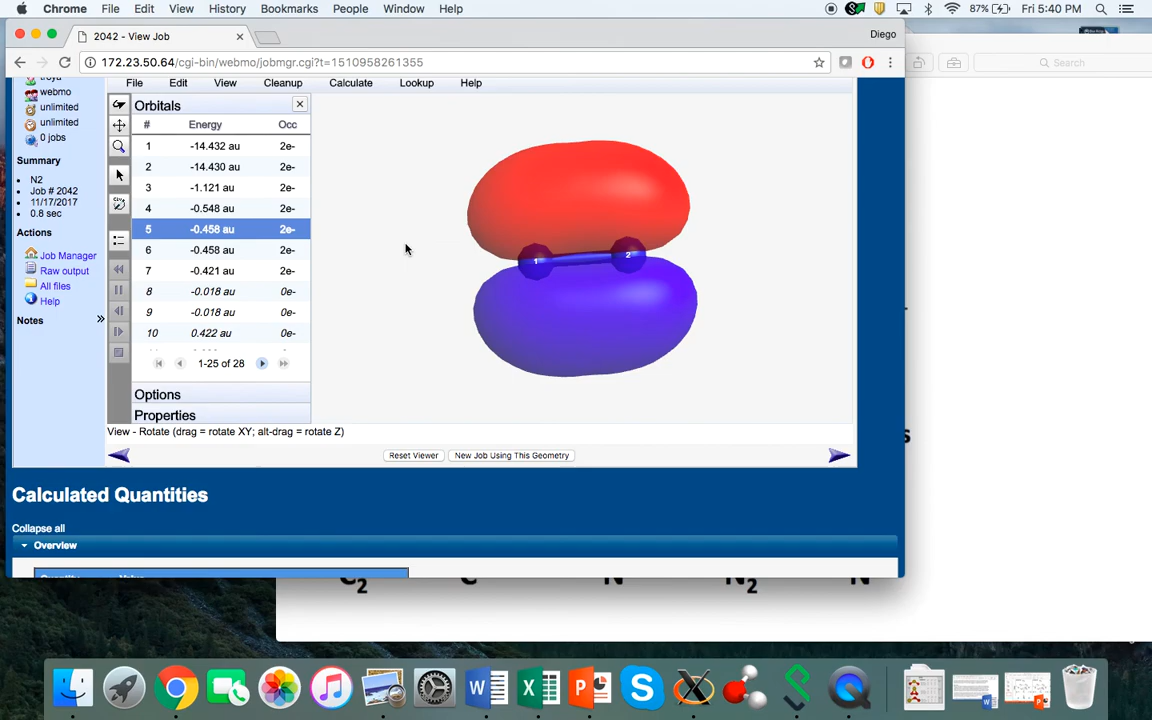 Chrome File Edit View History Bookmarks People Window Help 87% Fri 5:40 PM
2042 - View Job Diego
172.23.50.64/cgi-bin/webmo/jobmgr.cgi?t=1510958261355 Search
troyd
webmo
unlimited
unlimited
0 jobs
Summary
N2
Job # 2042
11/17/2017
0.8 sec
Actions
Job Manager
Raw output
All files
Help
Notes
File Edit View Cleanup Calculate Lookup Help
Orbitals
# Energy Occ
1 -14.432 au 2e-
2 -14.430 au 2e-
3 -1.121 au 2e-
4 -0.548 au 2e-
5 -0.458 au 2e-
6 -0.458 au 2e-
7 -0.421 au 2e-
8 -0.018 au 0e-
9 -0.018 au 0e-
10 0.422 au 0e-
1-25 of 28
Options
Properties
1 2
View - Rotate (drag = rotate XY; alt-drag = rotate Z)
Reset Viewer New Job Using This Geometry
Calculated Quantities
Collapse all
Overview
Quantity Value
C2 C N N2 N